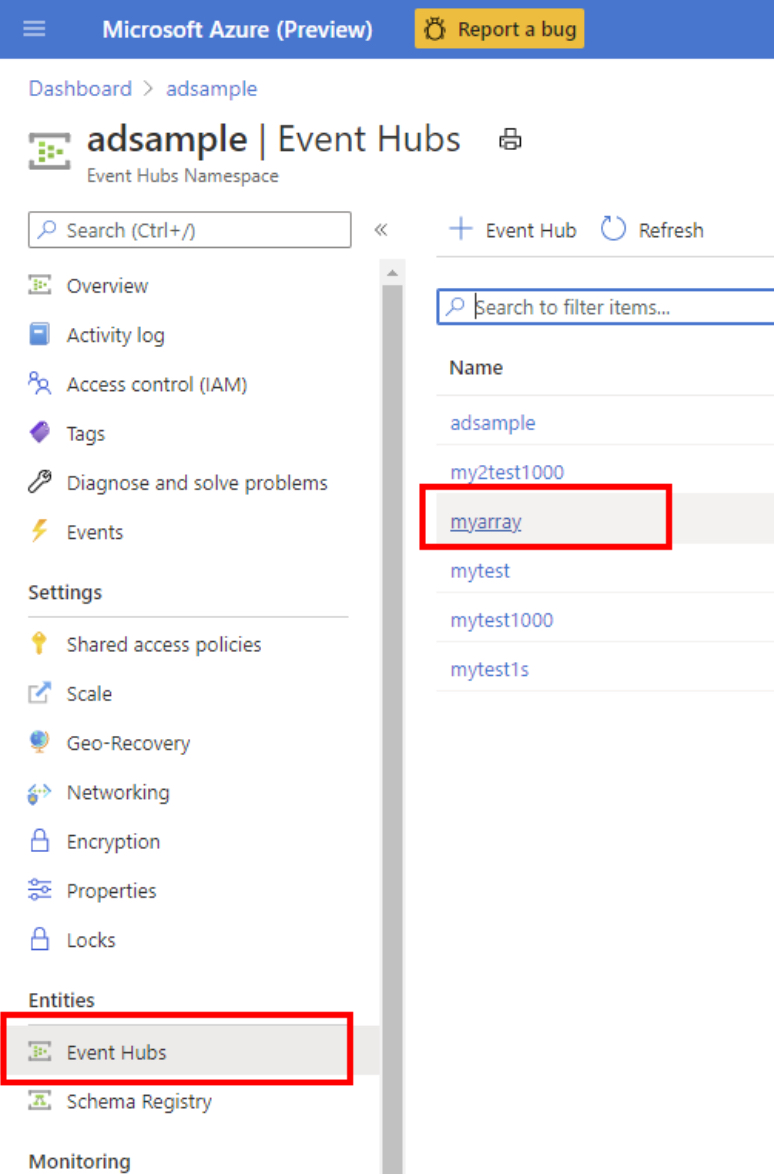 Microsoft Azure (Preview)
Report a bug
Dashboard > adsample
adsample | Event Hubs
Event Hubs Namespace
Search (Ctrl+/)
«
+ Event Hub
Refresh
Overview
Activity log
Access control (IAM)
Tags
Diagnose and solve problems
Events
Settings
Shared access policies
Scale
Geo-Recovery
Networking
Encryption
Properties
Locks
Entities
Event Hubs
Schema Registry
Monitoring
Search to filter items...
Name
adsample
my2test1000
myarray
mytest
mytest1000
mytest1s